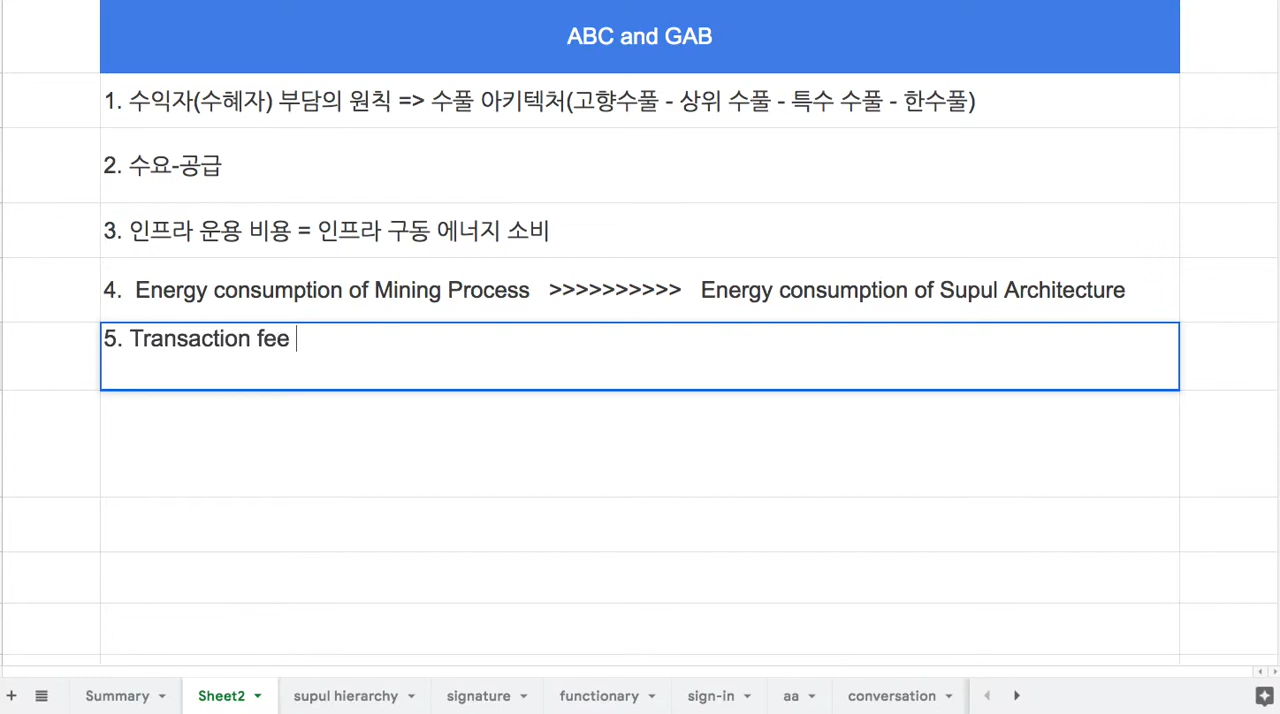 ABC and GAB
1. 수익자(수혜자) 부담의 원칙 => 수풀 아키텍처(고향수풀 - 상위 수풀 - 특수 수풀 - 한수풀)
2. 수요-공급
3. 인프라 운용 비용 = 인프라 구동 에너지 소비
4. Energy consumption of Mining Process >>>>>>>>>> Energy consumption of Supul Architecture
5. Transaction fee
Summary Sheet2 supul hierarchy signature functionary sign-in aa conversation